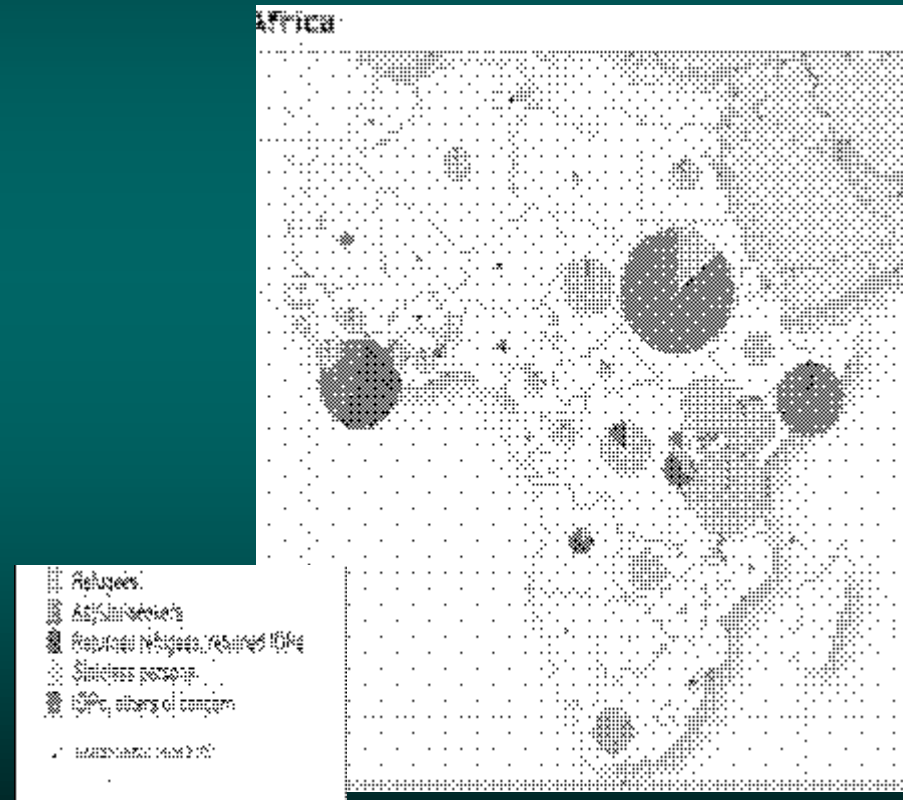 Africa
Refugees
Asylum-seekers
Returned refugees, returned IDPs
Stateless persons
IDPs, others of concern